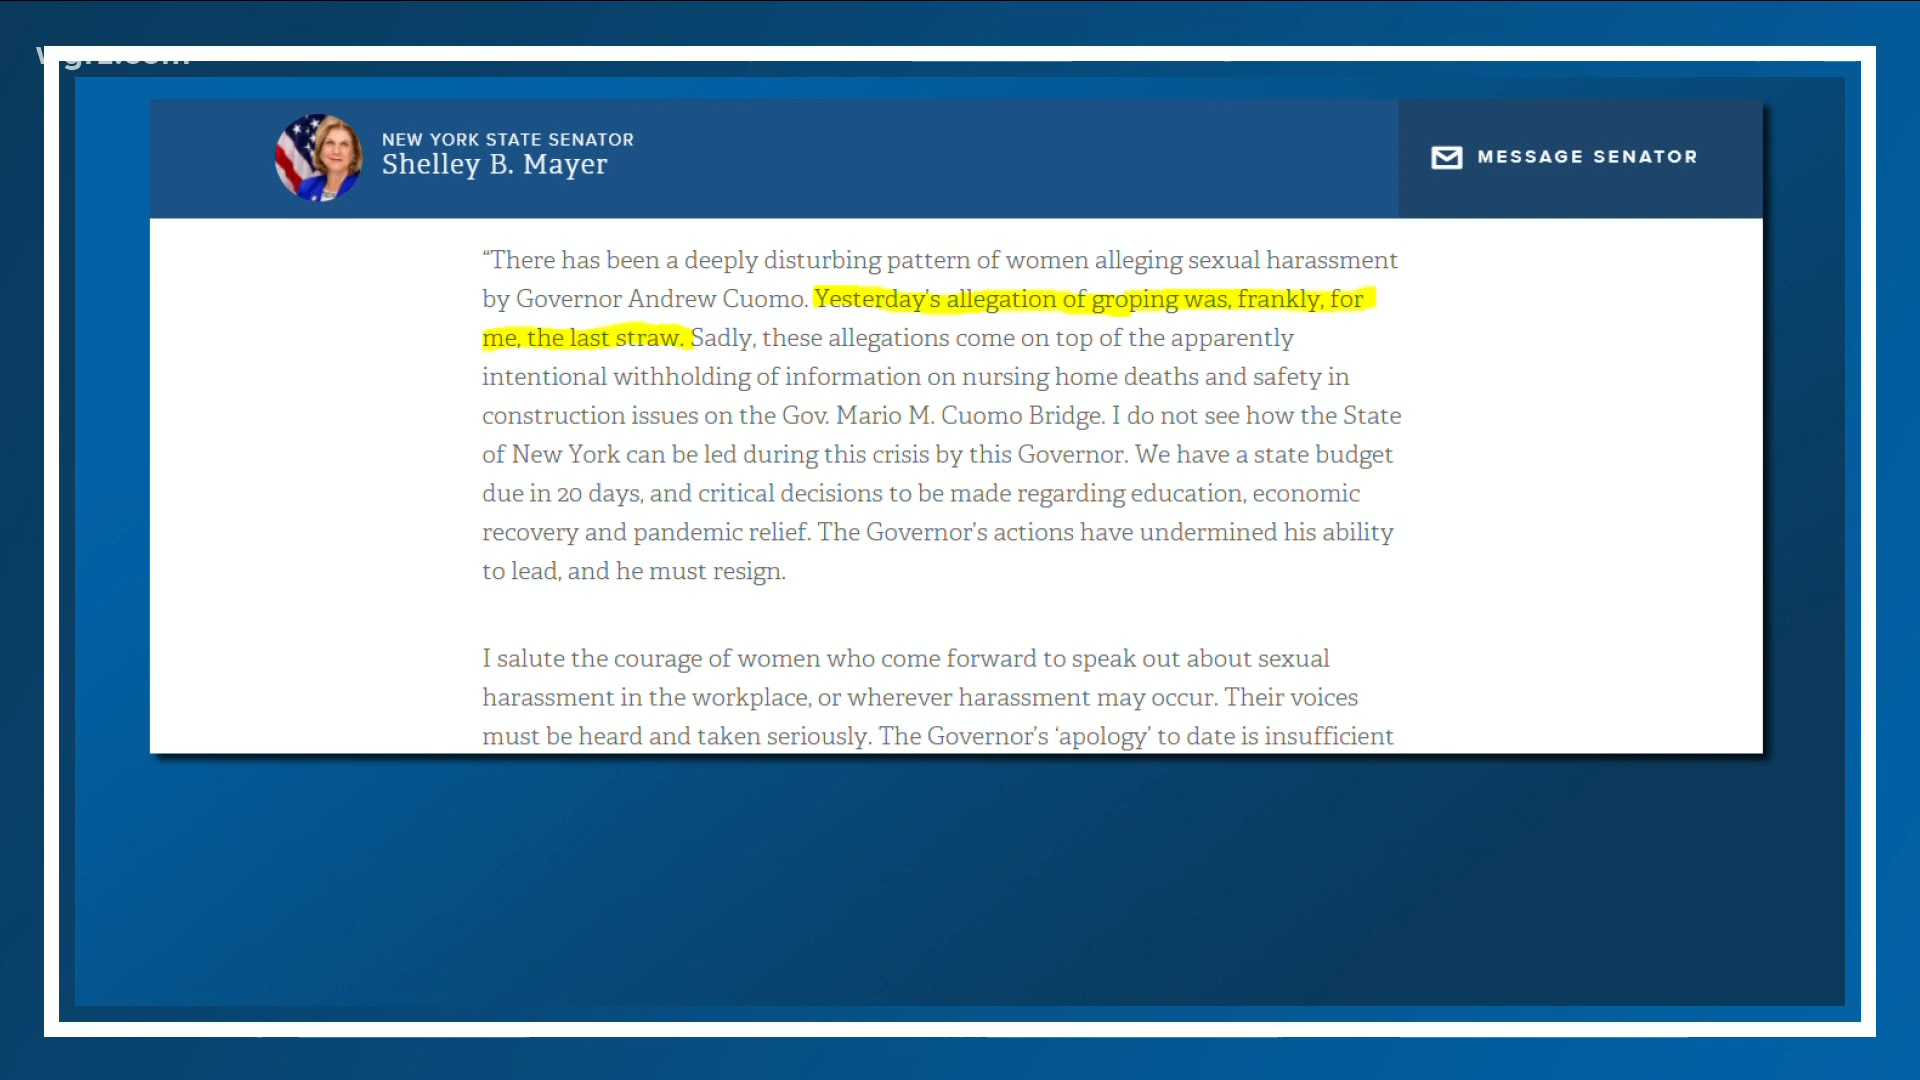 NEW YORK STATE SENATOR
Shelley B. Mayer
MESSAGE SENATOR
“There has been a deeply disturbing pattern of women alleging sexual harassment
by Governor Andrew Cuomo. Yesterday’s allegation of groping was, frankly, for
me, the last straw. Sadly, these allegations come on top of the apparently
intentional withholding of information on nursing home deaths and safety in
construction issues on the Gov. Mario M. Cuomo Bridge. I do not see how the State
of New York can be led during this crisis by this Governor. We have a state budget
due in 20 days, and critical decisions to be made regarding education, economic
recovery and pandemic relief. The Governor’s actions have undermined his ability
to lead, and he must resign.
I salute the courage of women who come forward to speak out about sexual
harassment in the workplace, or wherever harassment may occur. Their voices
must be heard and taken seriously. The Governor’s ‘apology’ to date is insufficient